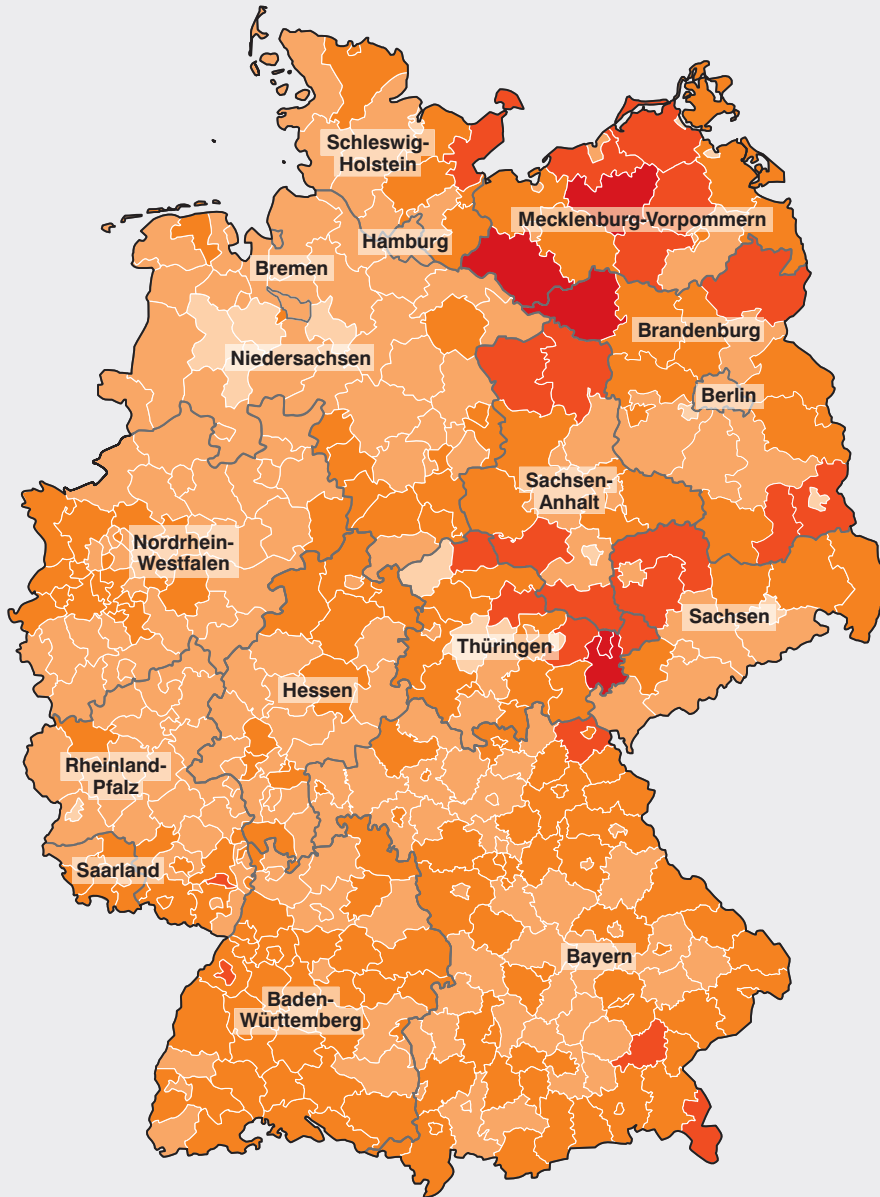 Schleswig-
Holstein
Mecklenburg-Vorpommern
Hamburg
Bremen
Brandenburg
Niedersachsen
Berlin
Sachsen-
Anhalt
Nordrhein-
Westfalen
Sachsen
Thüringen
Hessen
Rheinland-
Pfalz
Saarland
Bayern
Baden-
Württemberg